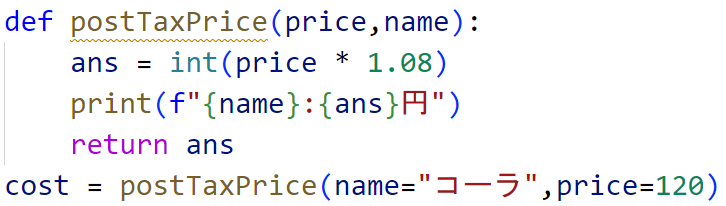 def postTaxPrice(price,name):
    ans = int(price * 1.08)
    print(f"{name}:{ans}円")
    return ans
cost = postTaxPrice(name="コーラ",price=120)